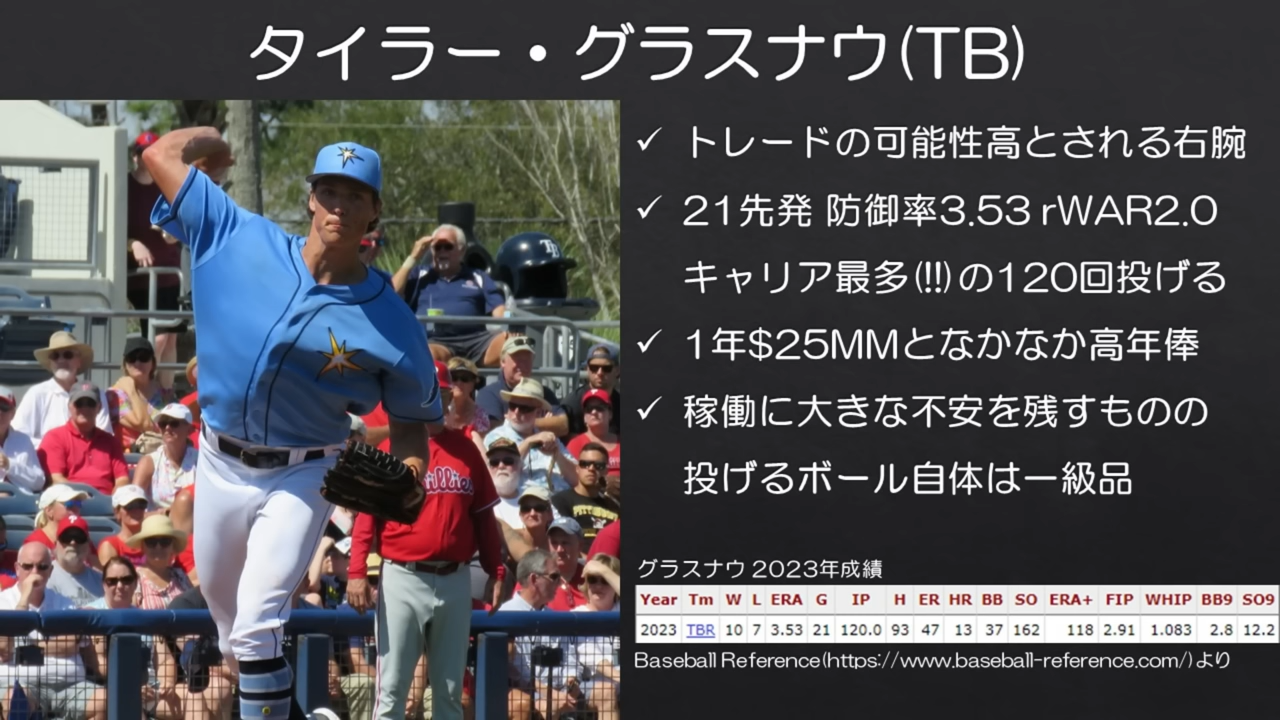 タイラー・グラスナウ(TB)
✓ トレードの可能性高とされる右腕
✓ 21先発 防御率3.53 rWAR2.0
キャリア最多(!!)の120回投げる
✓ 1年$25MMとなかなか高年俸
✓ 稼働に大きな不安を残すものの
投げるボール自体は一級品
グラスナウ 2023年成績
Year Tm W L ERA G IP H ER HR BB SO ERA+ FIP WHIP BB9 SO9
2023 TBR 10 7 3.53 21 120.0 93 47 13 37 162 118 2.91 1.083 2.8 12.2
Baseball Reference(https://www.baseball-reference.com/)より
TB